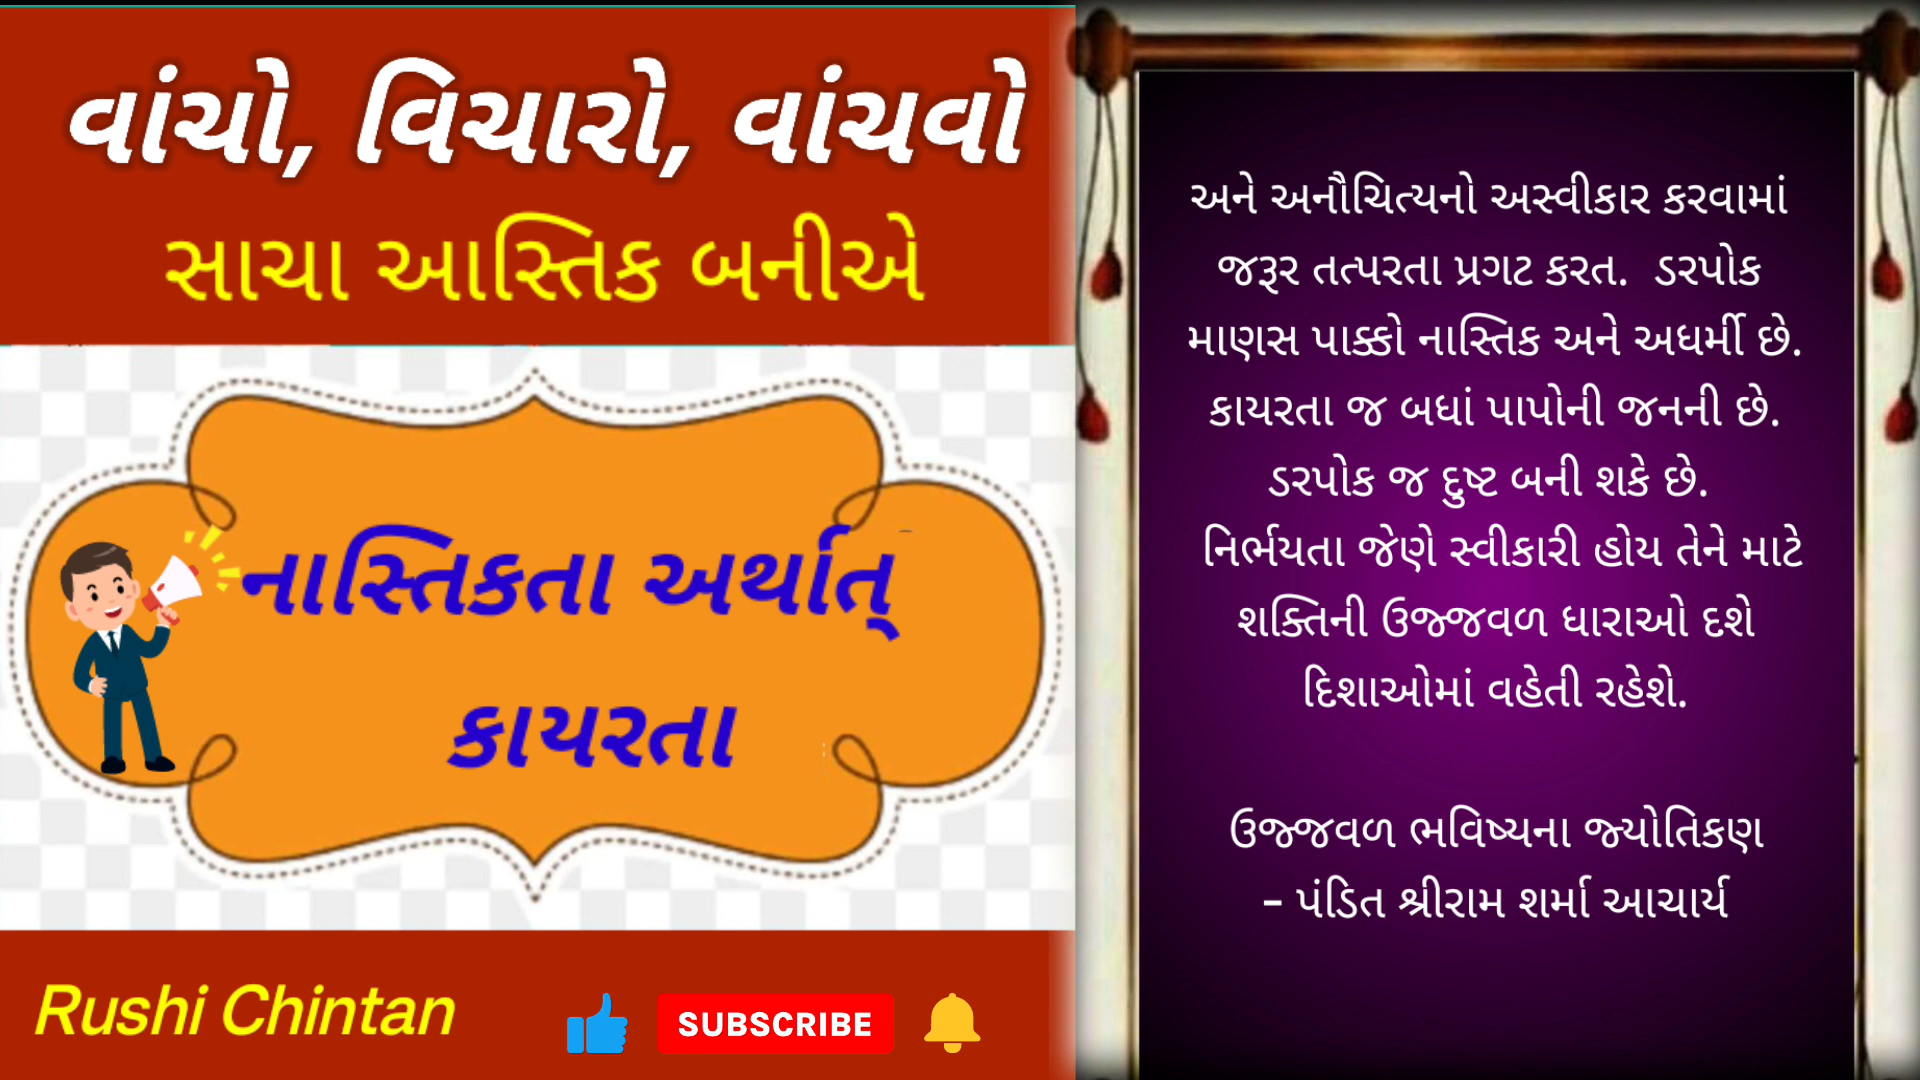 વાંચો, વિચારો, વાંચવો
સાચા આસ્તિક બનીએ
નાસ્તિકતા અર્થાત્
કાયરતા
Rushi Chintan
SUBSCRIBE
અને અનૌચિત્યનો અસ્વીકાર કરવામાં
જરૂર તત્પરતા પ્રગટ કરત. ડરપોક
માણસ પાક્કો નાસ્તિક અને અધર્મી છે.
કાયરતા જ બધાં પાપોની જનની છે.
ડરપોક જ દુષ્ટ બની શકે છે.
નિર્ભયતા જેણે સ્વીકારી હોય તેને માટે
શક્તિની ઉજ્જવળ ધારાઓ દશે
દિશાઓમાં વહેતી રહેશે.
ઉજ્જવળ ભવિષ્યના જ્યોતિકણ
– પંડિત શ્રીરામ શર્મા આચાર્ય